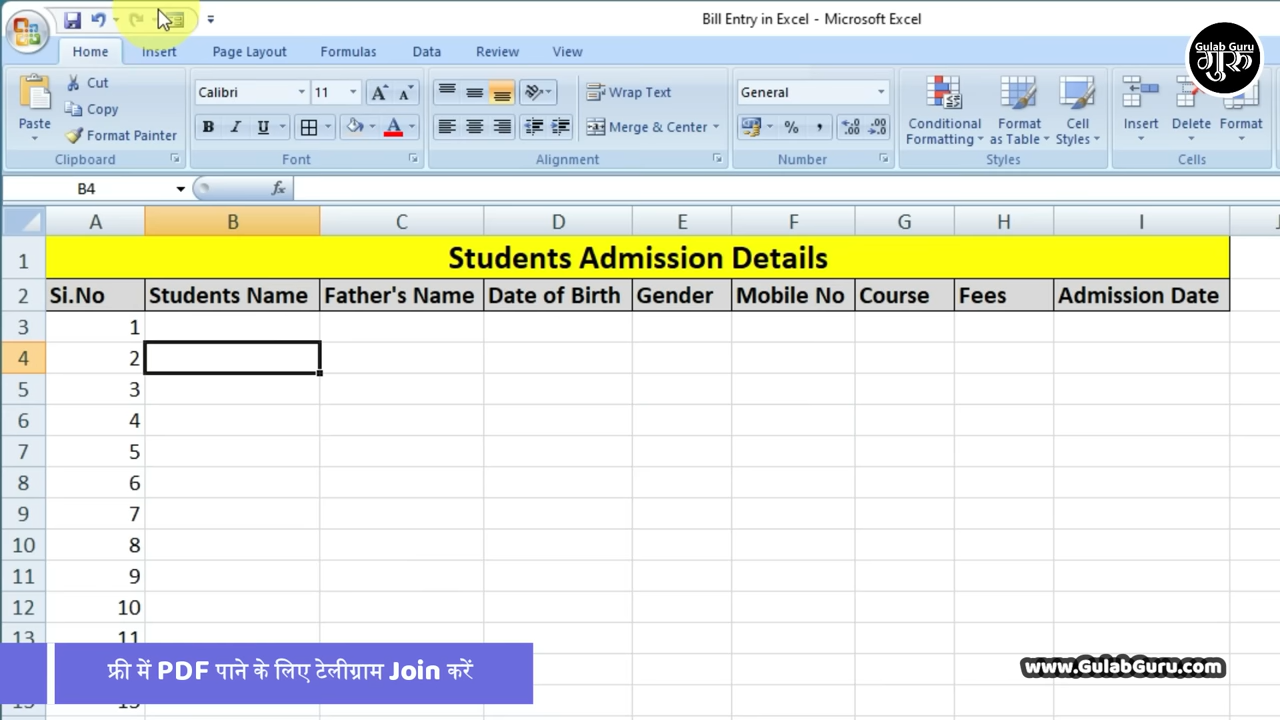 Bill Entry in Excel - Microsoft Excel
Home Insert Page Layout Formulas Data Review View
Gulab Guru
गुरु
Paste Cut Copy Format Painter Clipboard
Calibri 11 B I U A Font
Wrap Text Merge & Center Alignment
General % , Number
Conditional Formatting Format as Table Cell Styles Styles
Insert Delete Format Cells
B4 fx
A B C D E F G H I
1 Students Admission Details
2 Si.No Students Name Father's Name Date of Birth Gender Mobile No Course Fees Admission Date
3 1
4 2
5 3
6 4
7 5
8 6
9 7
10 8
11 9
12 10
13 11
फ्री में PDF पाने के लिए टेलीग्राम Join करें
www.GulabGuru.com